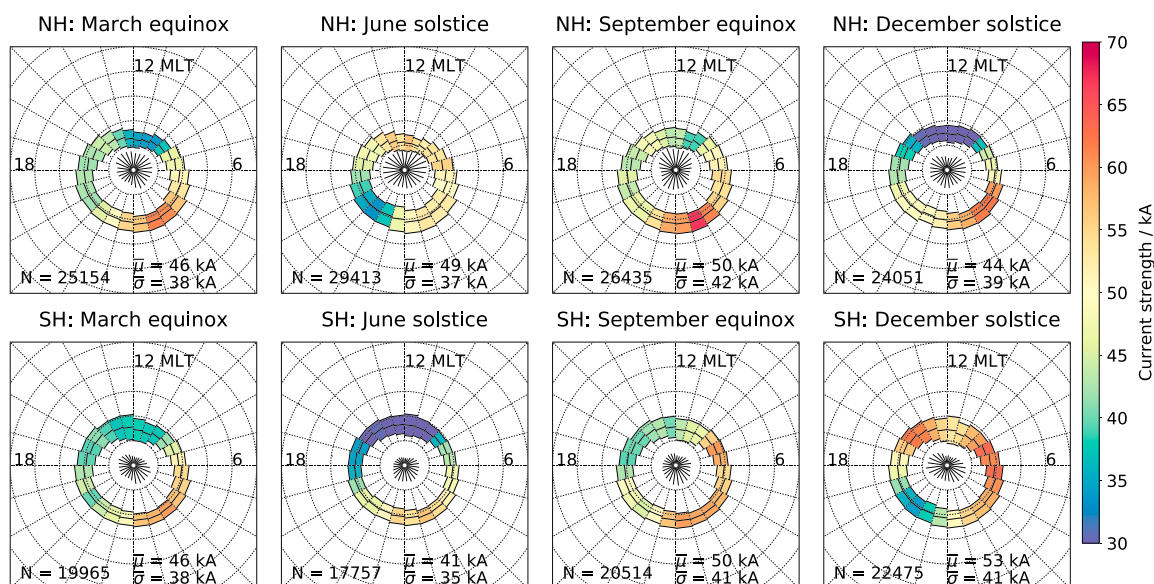 NH: March equinox
NH: June solstice
NH: September equinox
NH: December solstice
12 MLT
18
6
N = 25154
μ̅ = 46 kA
σ̅ = 38 kA
12 MLT
18
6
N = 29413
μ̅ = 49 kA
σ̅ = 37 kA
12 MLT
18
6
N = 26435
μ̅ = 50 kA
σ̅ = 42 kA
12 MLT
18
6
N = 24051
μ̅ = 44 kA
σ̅ = 39 kA
SH: March equinox
SH: June solstice
SH: September equinox
SH: December solstice
12 MLT
18
6
N = 19965
μ̅ = 46 kA
σ̅ = 38 kA
12 MLT
18
6
N = 17757
μ̅ = 41 kA
σ̅ = 35 kA
12 MLT
18
6
N = 20514
μ̅ = 50 kA
σ̅ = 41 kA
12 MLT
18
6
N = 22475
μ̅ = 53 kA
σ̅ = 41 kA
70
65
60
55
50
45
40
35
30
Current strength / kA